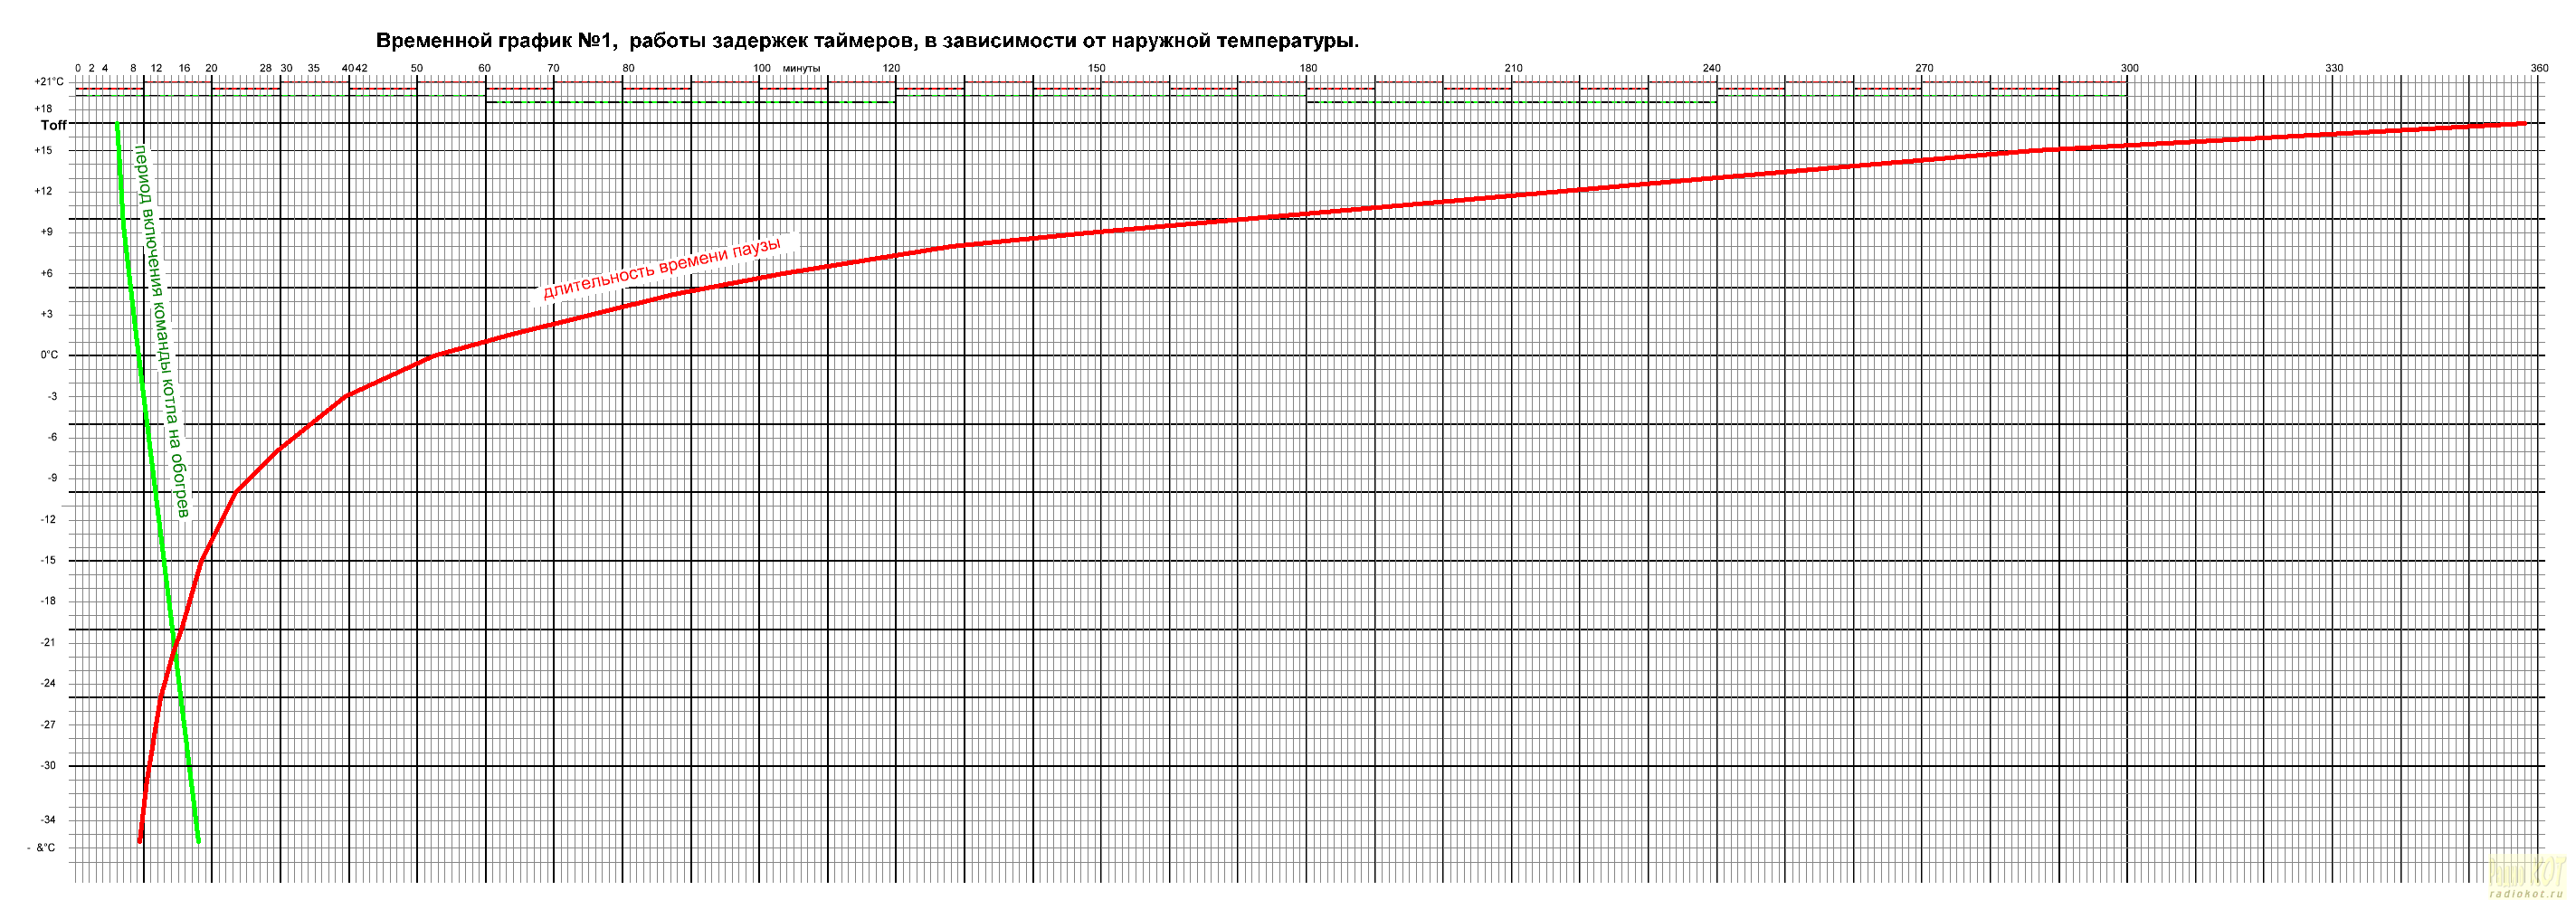 Временной график №1, работы задержек таймеров, в зависимости от наружной температуры.
0 2 4 8 12 16 20 28 30 35 40 42 50 60 70 80 100 минуты 120 150 180 210 240 270 300 330 360
+21°C
+18
Toff
+15
+12
+9
+6
+3
0°C
-3
-6
-9
-12
-15
-18
-21
-24
-27
-30
-34
- &°C
период включения команды котла на обогрев
длительность времени паузы
Радио КОТ
radiokot.ru